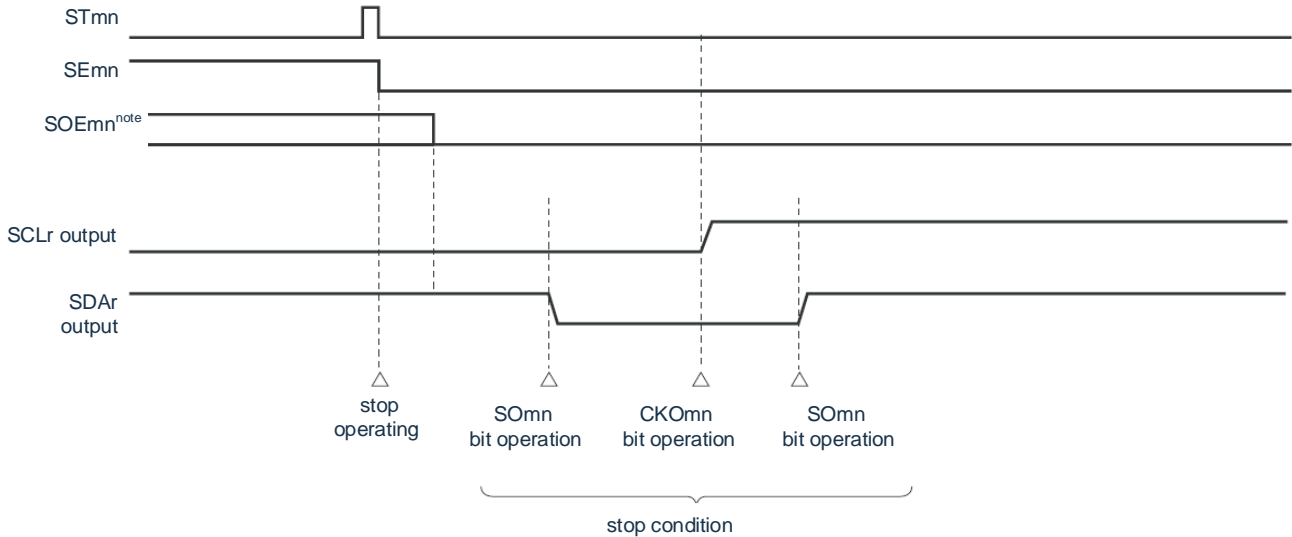 STmn
SEmn
SOEmnnote
SCLr output
SDAr
output
stop
operating
SOmn
bit operation
CKOmn
bit operation
SOmn
bit operation
stop condition